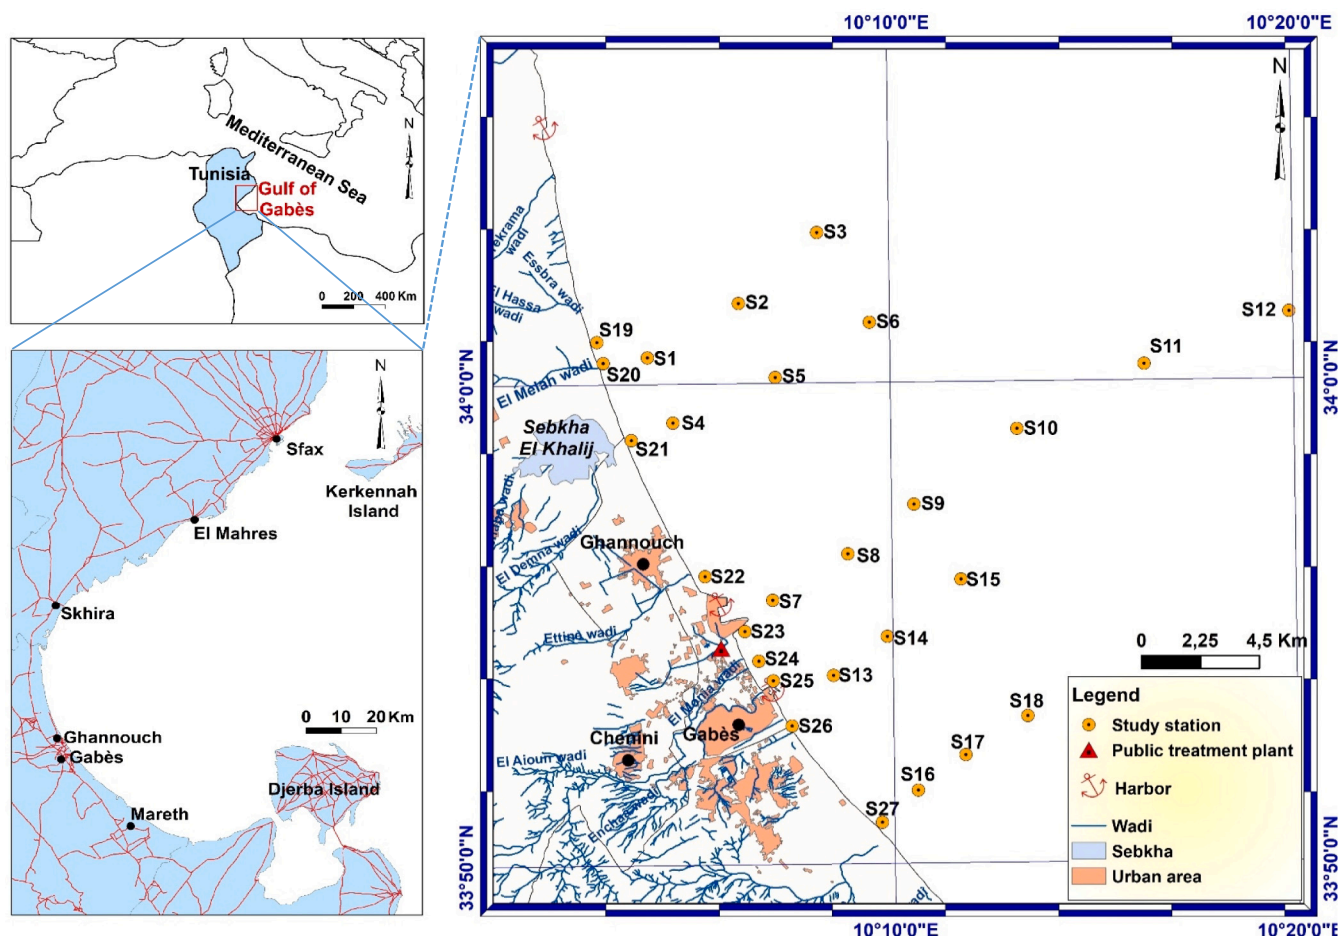 Mediterranean Sea
Tunisia
Gulf of
Gabès
N
0 200 400 Km
N
Sfax
Kerkennah
Island
El Mahres
Skhira
0 10 20 Km
Ghannouch
Gabès
Djerba Island
Mareth
10°10'0"E
10°20'0"E
N
S3
wadi
Essbra wadi
El Hassa
wadi
S2
S6
S12
S19
S1
S11
S20
S5
El Melah wadi
34°0'0"N
34°0'0"N
S4
Sebkha
El Khalij
S21
S10
S9
wadi
Ghannouch
El Demna wadi
S8
S22
S15
S7
Ettine wadi
S23
S14
S24
S13
S25
El Monia wadi
0 2,25 4,5 Km
S18
Chenini
Gabès
S26
El Aioun wadi
S17
S16
S27
wadi
33°50'0"N
33°50'0"N
Legend
Study station
Public treatment plant
Harbor
Wadi
Sebkha
Urban area
10°10'0"E
10°20'0"E